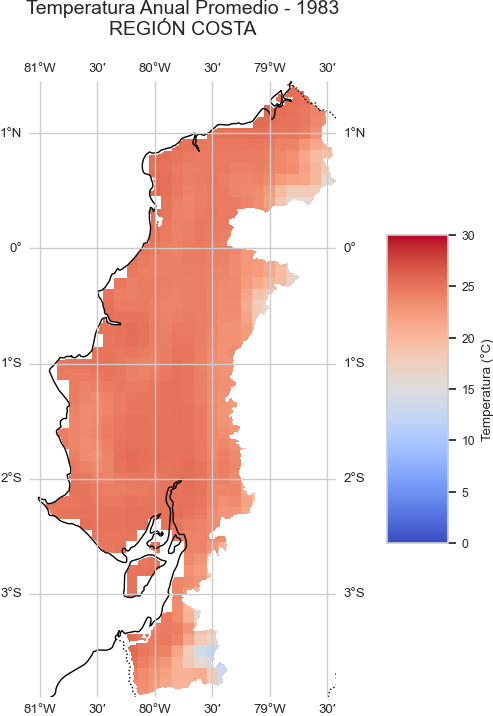 Temperatura Anual Promedio - 1983
REGIÓN COSTA
81°W 30′ 80°W 30′ 79°W 30′
1°N 1°N
0° 0°
1°S 1°S
2°S 2°S
3°S 3°S
81°W 30′ 80°W 30′ 79°W 30′
30
25
20
15
10
5
0
Temperatura (°C)